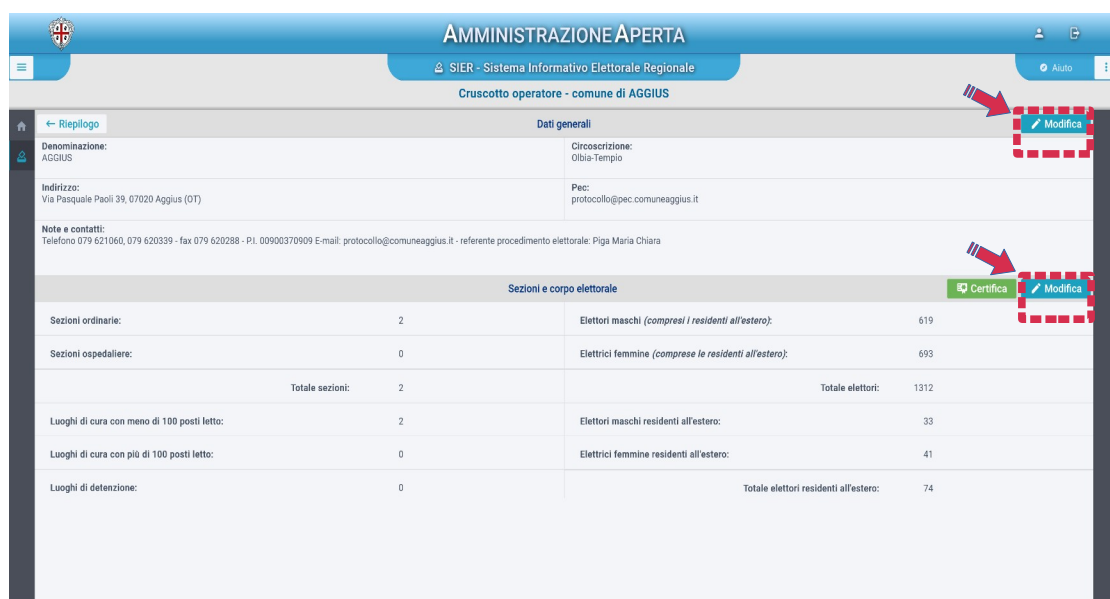 AMMINISTRAZIONE APERTA
SIER - Sistema Informativo Elettorale Regionale
Aiuto
Cruscotto operatore - comune di AGGIUS
← Riepilogo
Dati generali
Modifica
Denominazione:
AGGIUS
Circoscrizione:
Olbia-Tempio
Indirizzo:
Via Pasquale Paoli 39, 07020 Aggius (OT)
Pec:
protocollo@pec.comuneaggius.it
Note e contatti:
Telefono 079 621060, 079 620339 - fax 079 620288 - P.I. 00900370909 E-mail: protocollo@comuneaggius.it - referente procedimento elettorale: Piga Maria Chiara
Sezioni e corpo elettorale
Certifica
Modifica
Sezioni ordinarie: 2 Elettori maschi (compresi i residenti all'estero): 619
Sezioni ospedaliere: 0 Elettrici femmine (comprese le residenti all'estero): 693
Totale sezioni: 2 Totale elettori: 1312
Luoghi di cura con meno di 100 posti letto: 2 Elettori maschi residenti all'estero: 33
Luoghi di cura con più di 100 posti letto: 0 Elettrici femmine residenti all'estero: 41
Luoghi di detenzione: 0 Totale elettori residenti all'estero: 74